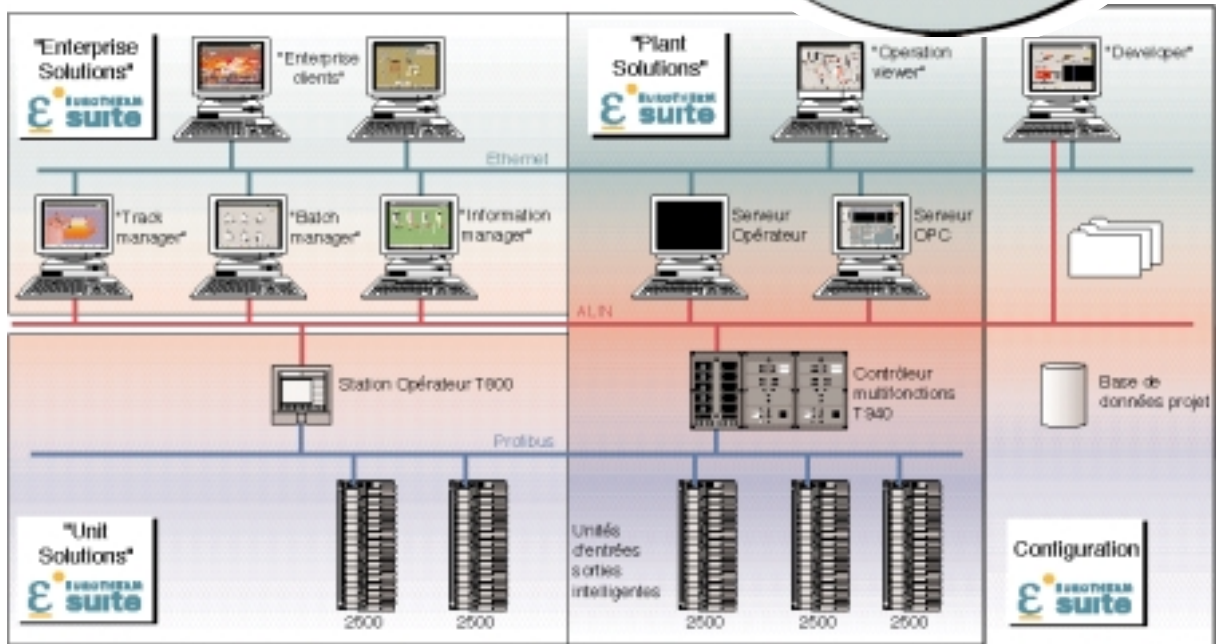 "Enterprise
Solutions"
EUROTHERM
suite
"Enterprise
clients"
"Plant
Solutions"
EUROTHERM
suite
"Operation
viewer"
"Developer"
Ethernet
"Track
manager"
"Batch
manager"
"Information
manager"
Serveur
Opérateur
Serveur
OPC
ALIN
Station Opérateur T800
Contrôleur
multifonctions
T940
Base de
données projet
Profibus
"Unit
Solutions"
EUROTHERM
suite
2500
2500
Unités
d'entrées
sorties
intelligentes
2500
2500
2500
Configuration
EUROTHERM
suite